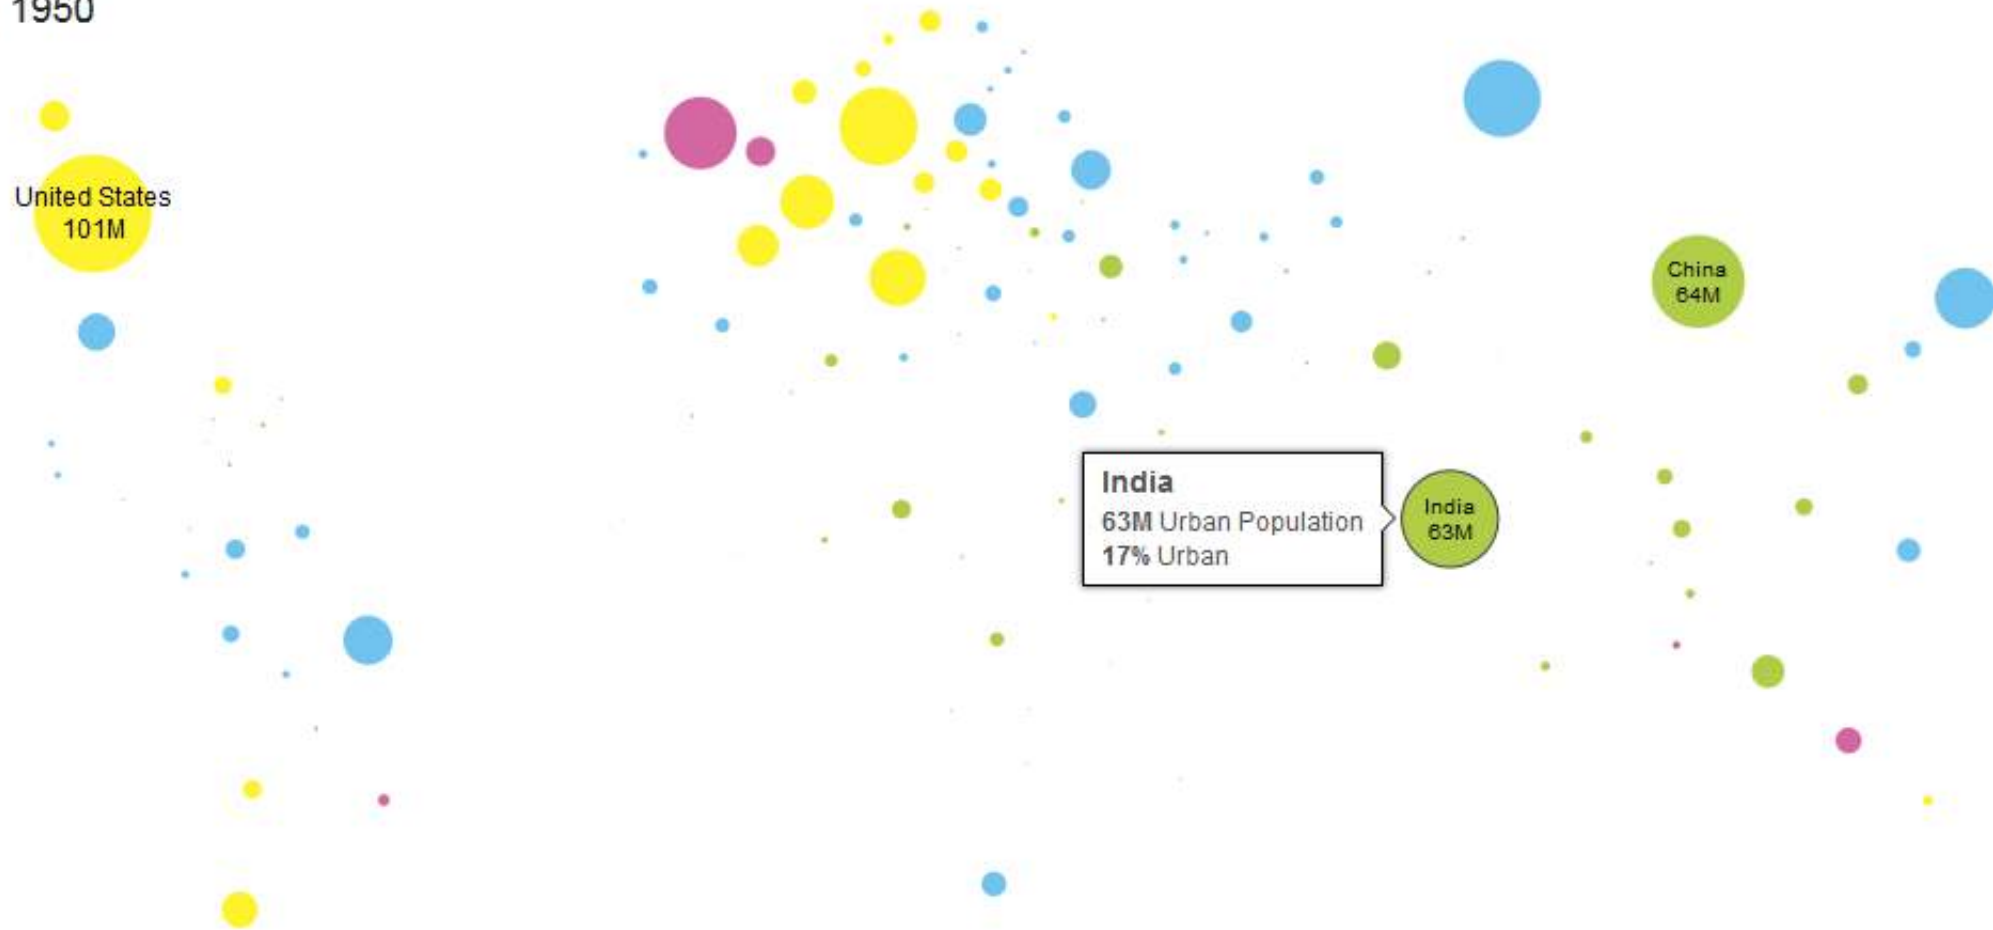 1950
United States
101M
China
64M
India
63M Urban Population
17% Urban
India
63M